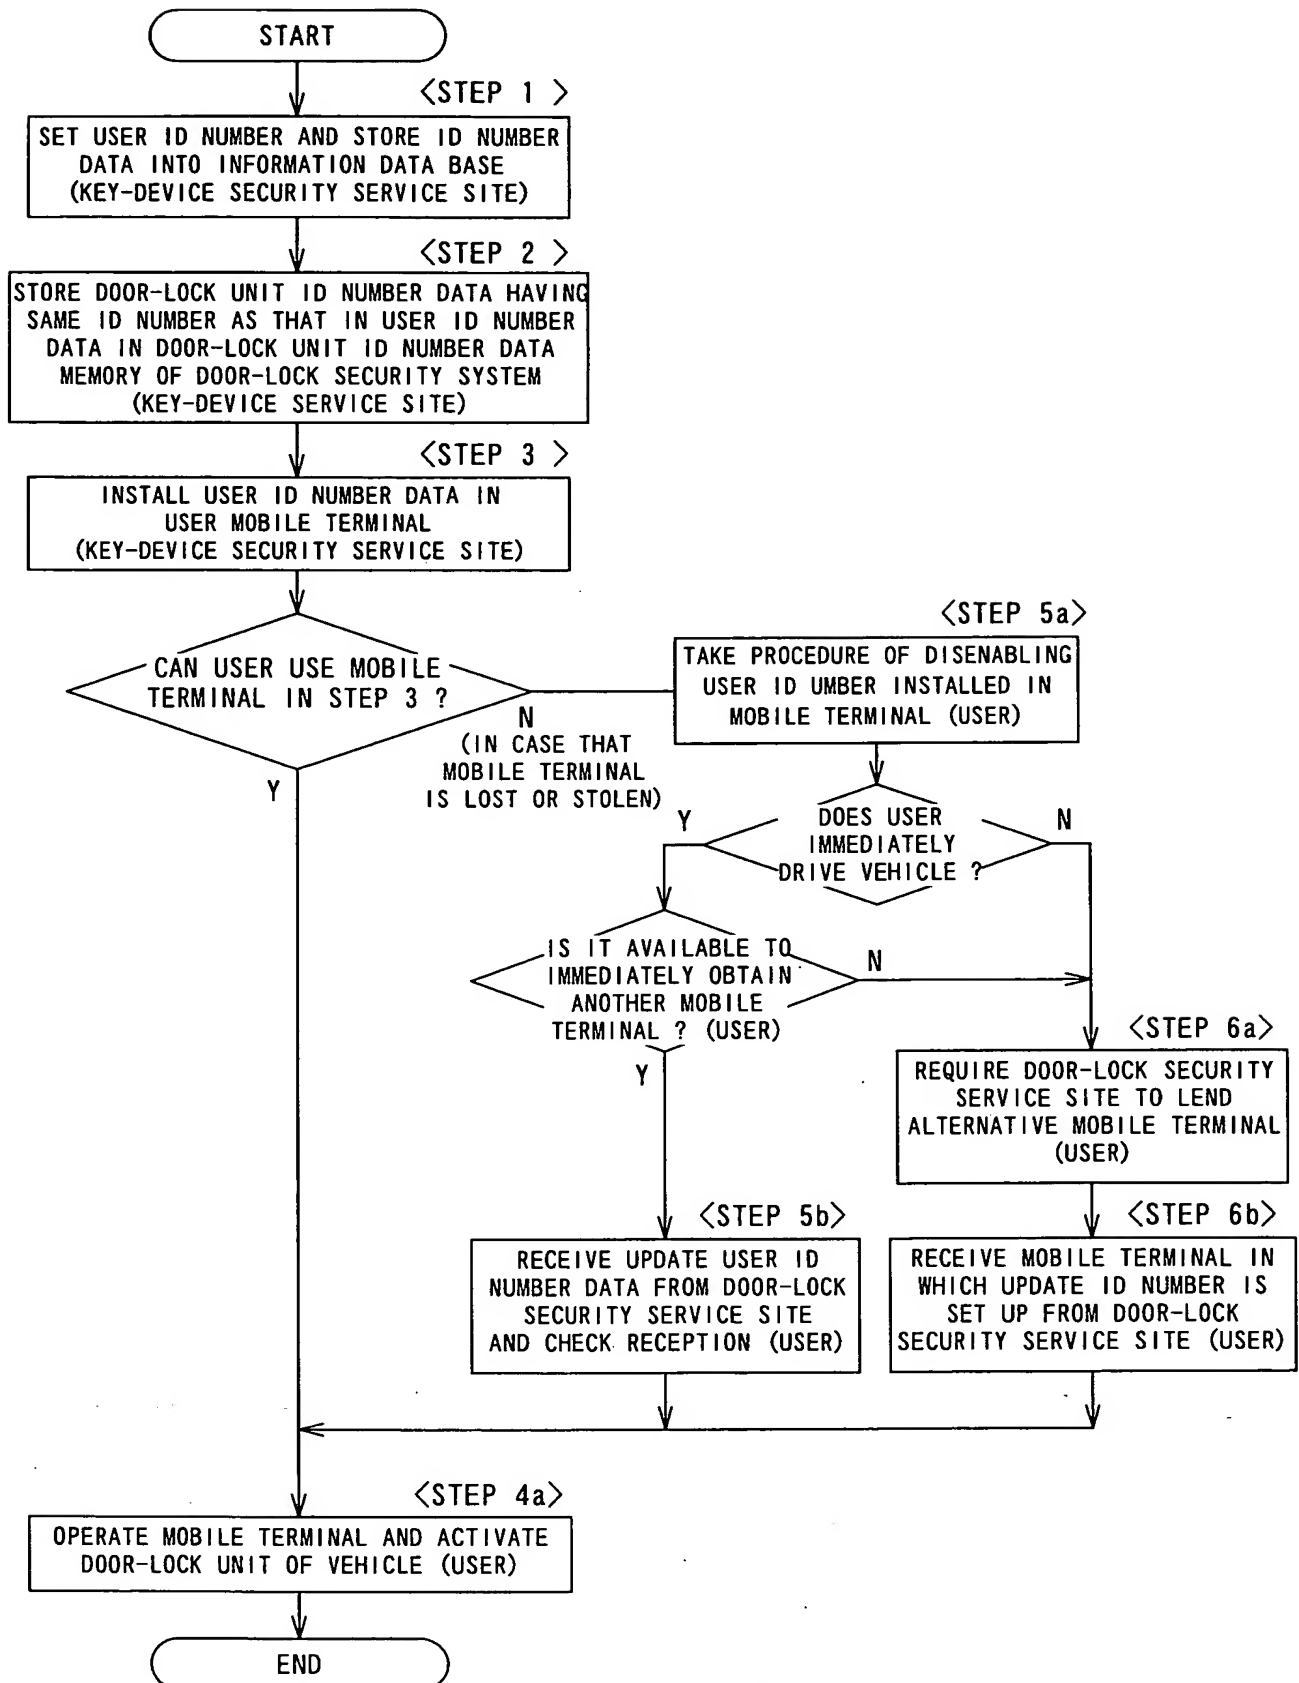 START
<STEP 1 >
SET USER ID NUMBER AND STORE ID NUMBER
DATA INTO INFORMATION DATA BASE
(KEY-DEVICE SECURITY SERVICE SITE)
<STEP 2 >
STORE DOOR-LOCK UNIT ID NUMBER DATA HAVING
SAME ID NUMBER AS THAT IN USER ID NUMBER
DATA IN DOOR-LOCK UNIT ID NUMBER DATA
MEMORY OF DOOR-LOCK SECURITY SYSTEM
(KEY-DEVICE SERVICE SITE)
<STEP 3 >
INSTALL USER ID NUMBER DATA IN
USER MOBILE TERMINAL
(KEY-DEVICE SECURITY SERVICE SITE)
CAN USER USE MOBILE
TERMINAL IN STEP 3 ?
Y
N
(IN CASE THAT
MOBILE TERMINAL
IS LOST OR STOLEN)
<STEP 5a>
TAKE PROCEDURE OF DISENABLING
USER ID UMBER INSTALLED IN
MOBILE TERMINAL (USER)
DOES USER
IMMEDIATELY
DRIVE VEHICLE ?
Y
N
IS IT AVAILABLE TO
IMMEDIATELY OBTAIN
ANOTHER MOBILE
TERMINAL ? (USER)
N
Y
<STEP 6a>
REQUIRE DOOR-LOCK SECURITY
SERVICE SITE TO LEND
ALTERNATIVE MOBILE TERMINAL
(USER)
<STEP 5b>
RECEIVE UPDATE USER ID
NUMBER DATA FROM DOOR-LOCK
SECURITY SERVICE SITE
AND CHECK RECEPTION (USER)
<STEP 6b>
RECEIVE MOBILE TERMINAL IN
WHICH UPDATE ID NUMBER IS
SET UP FROM DOOR-LOCK
SECURITY SERVICE SITE (USER)
<STEP 4a>
OPERATE MOBILE TERMINAL AND ACTIVATE
DOOR-LOCK UNIT OF VEHICLE (USER)
END